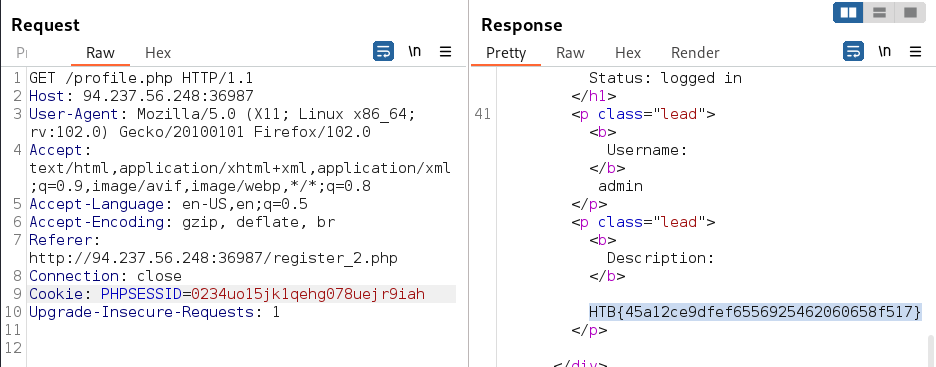 Request
Raw
Hex
\n
1 GET /profile.php HTTP/1.1
2 Host: 94.237.56.248:36987
3 User-Agent: Mozilla/5.0 (X11; Linux x86_64;
rv:102.0) Gecko/20100101 Firefox/102.0
4 Accept:
text/html,application/xhtml+xml,application/xml
;q=0.9,image/avif,image/webp,*/*;q=0.8
5 Accept-Language: en-US,en;q=0.5
6 Accept-Encoding: gzip, deflate, br
7 Referer:
http://94.237.56.248:36987/register_2.php
8 Connection: close
9 Cookie: PHPSESSID=0234uo15jk1qehg078uejr9iah
10 Upgrade-Insecure-Requests: 1
11
12
Response
Pretty
Raw
Hex
Render
\n
Status: logged in
</h1>
41 <p class="lead">
<b>
Username:
</b>
admin
</p>
<p class="lead">
<b>
Description:
</b>
HTB{45a12ce9dfef6556925462060658f517}
</p>
</div>